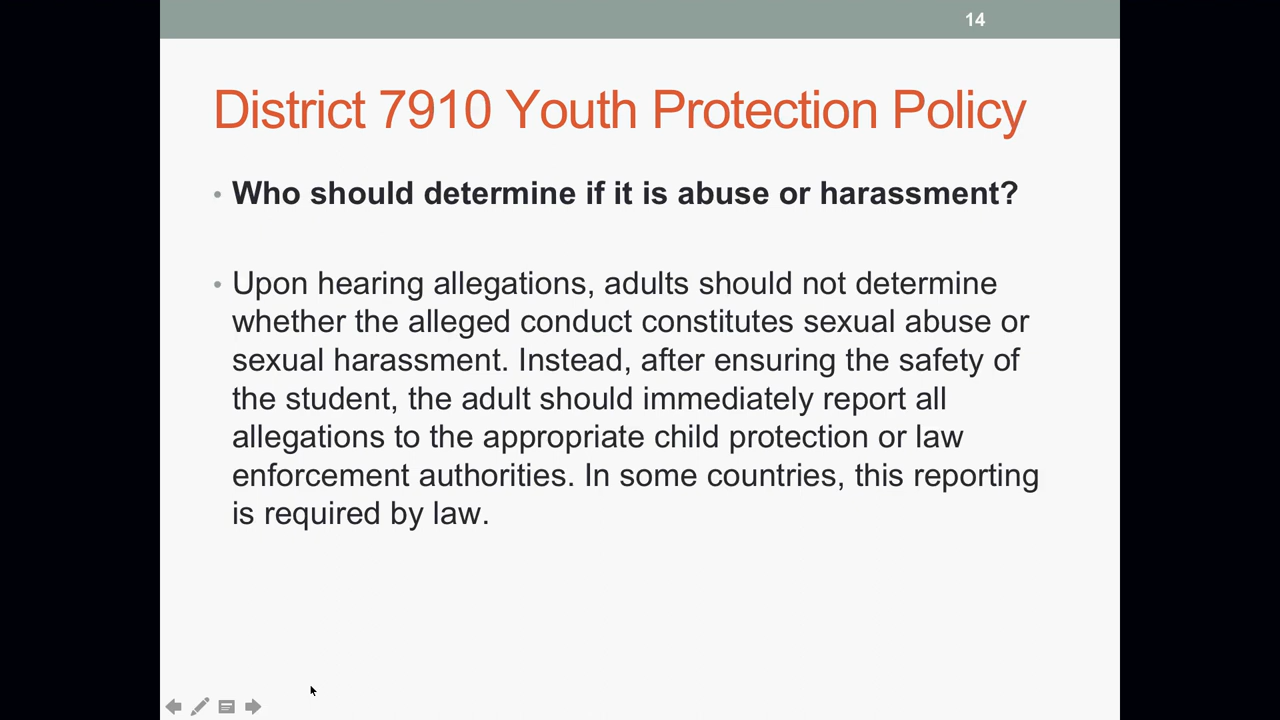 14
District 7910 Youth Protection Policy
• Who should determine if it is abuse or harassment?
• Upon hearing allegations, adults should not determine
whether the alleged conduct constitutes sexual abuse or
sexual harassment. Instead, after ensuring the safety of
the student, the adult should immediately report all
allegations to the appropriate child protection or law
enforcement authorities. In some countries, this reporting
is required by law.